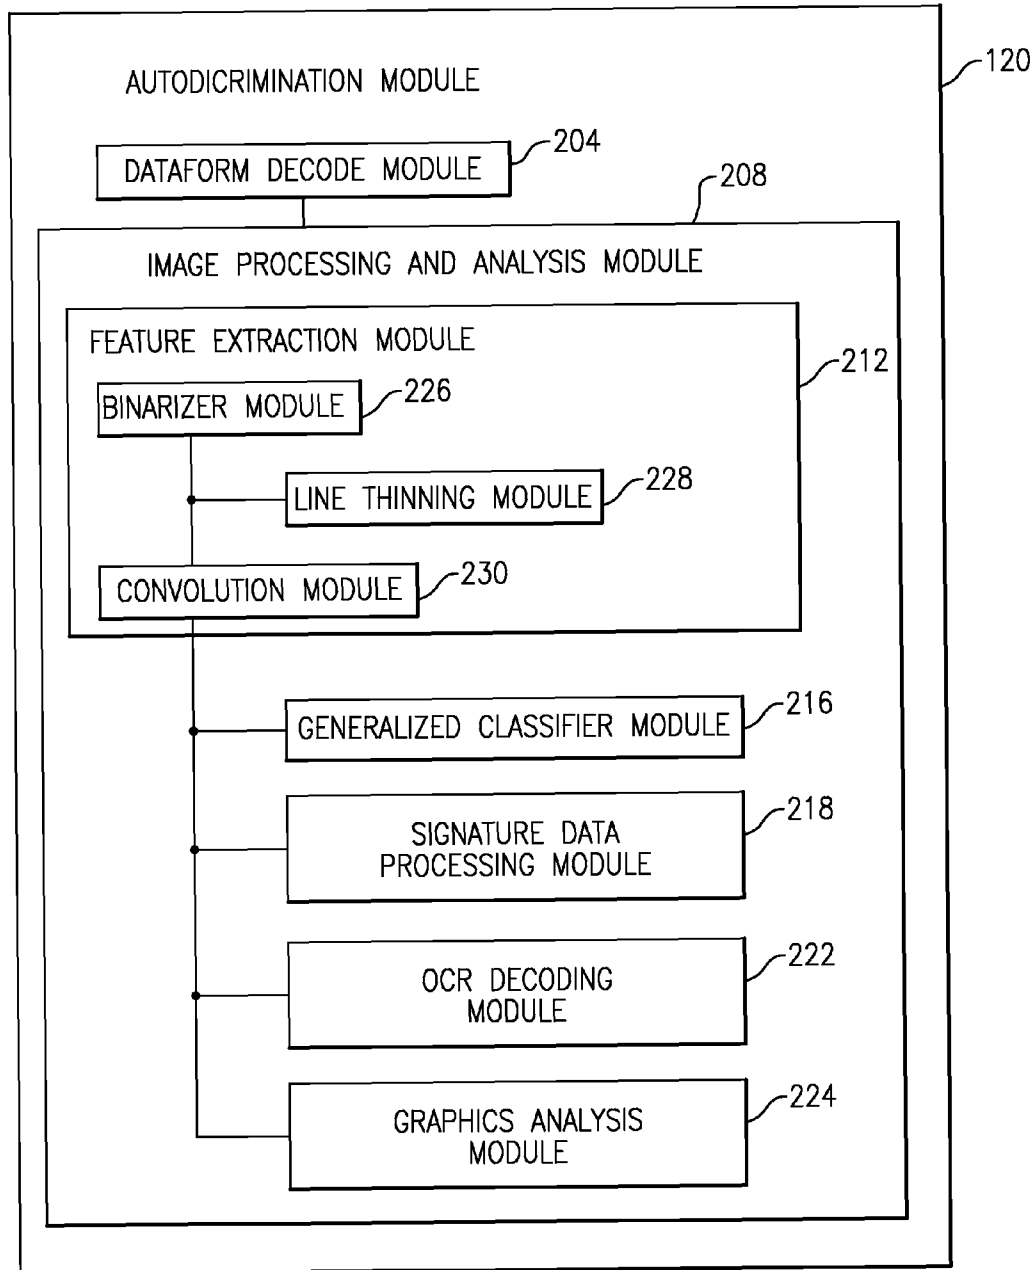 120
AUTODICRIMINATION MODULE
204
DATAFORM DECODE MODULE
208
IMAGE PROCESSING AND ANALYSIS MODULE
FEATURE EXTRACTION MODULE
212
BINARIZER MODULE
226
LINE THINNING MODULE
228
CONVOLUTION MODULE
230
GENERALIZED CLASSIFIER MODULE
216
SIGNATURE DATA
PROCESSING MODULE
218
OCR DECODING
MODULE
222
GRAPHICS ANALYSIS
MODULE
224